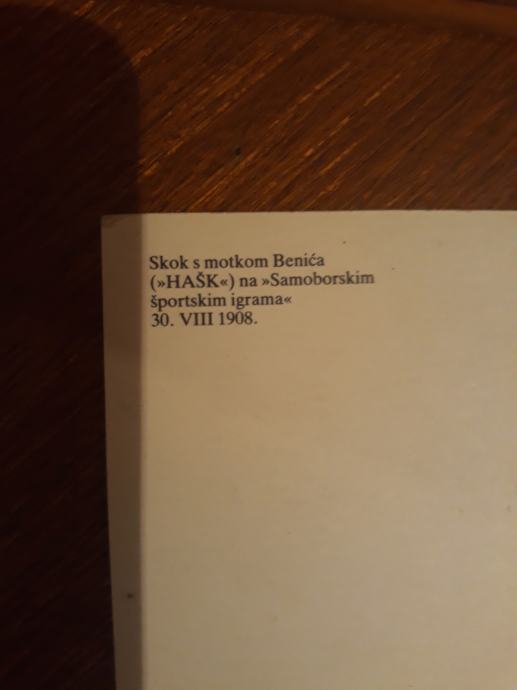 Skok s motkom Benića
(»HAŠK«) na »Samoborskim
športskim igrama«
30. VIII 1908.